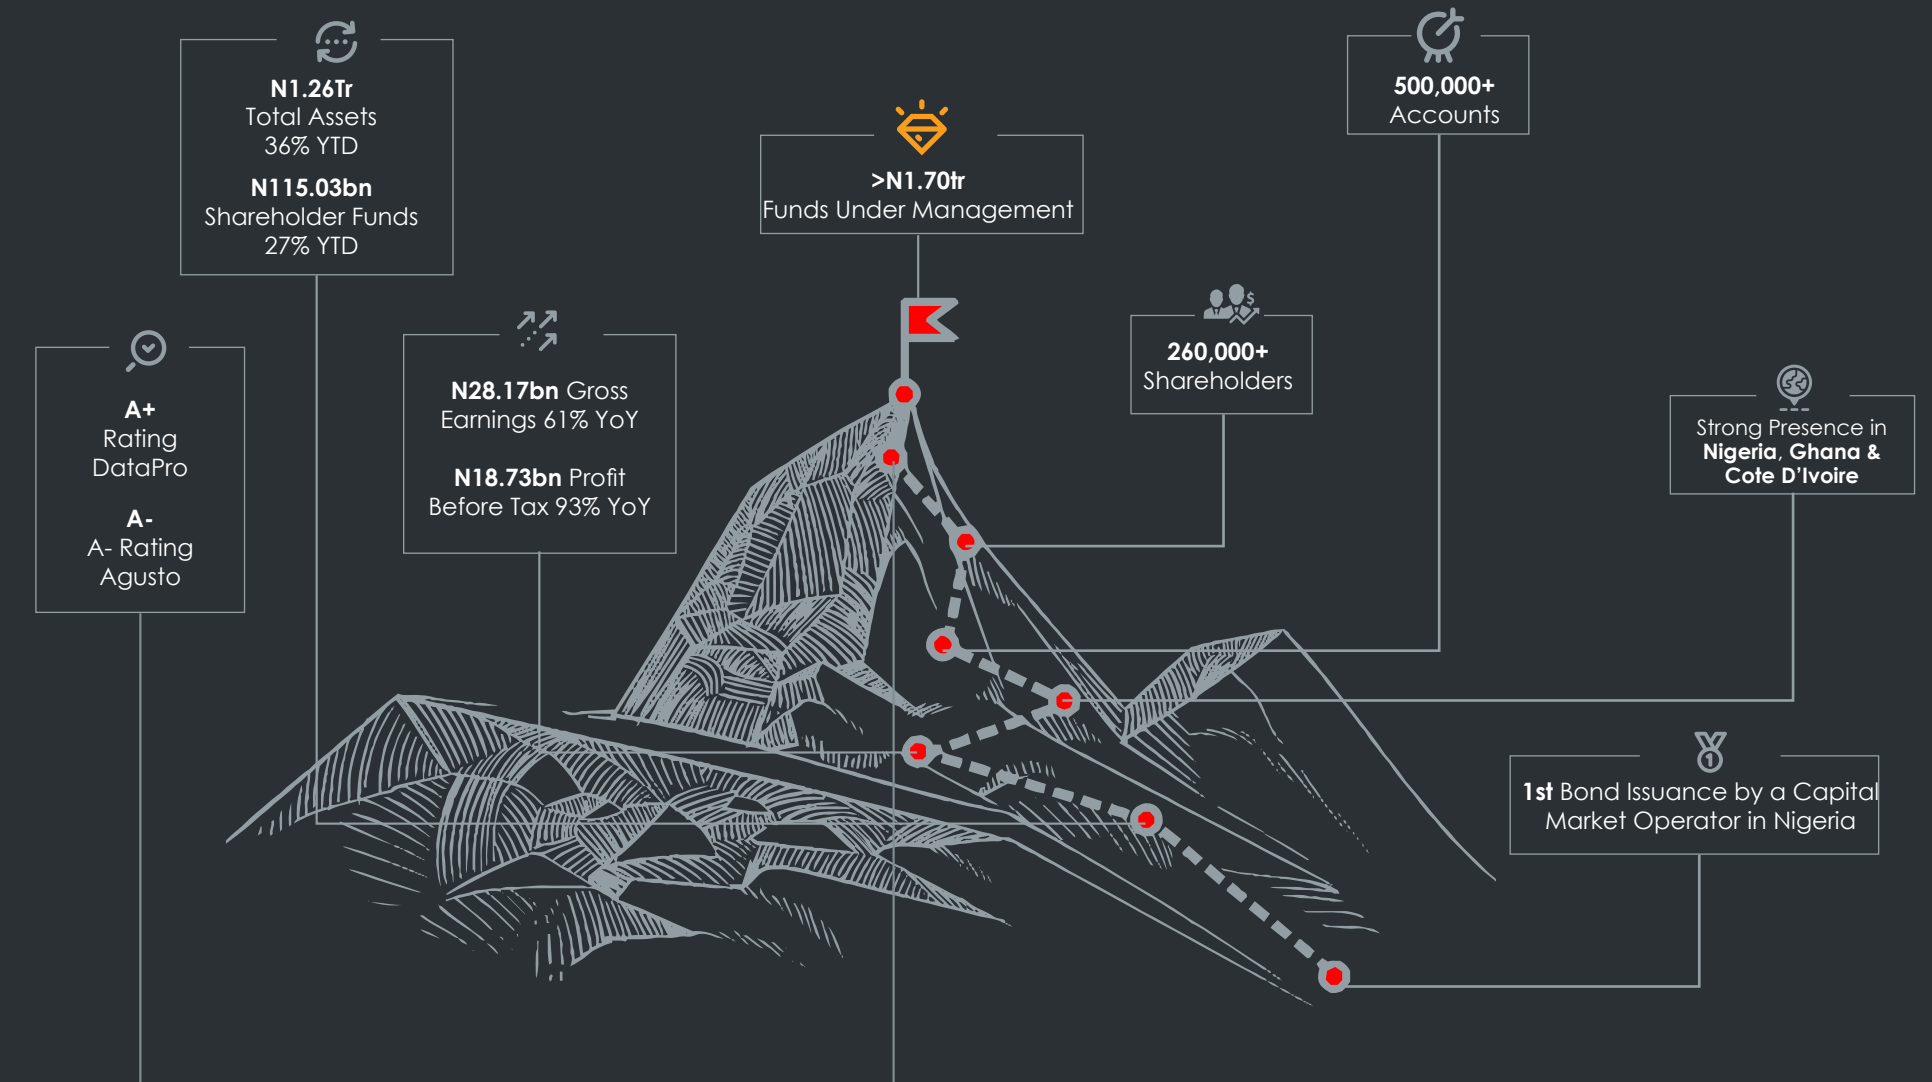 N1.26Tr
Total Assets
36% YTD
N115.03bn
Shareholder Funds
27% YTD
>N1.70tr
Funds Under Management
500,000+
Accounts
A+
Rating
DataPro
A-
A- Rating
Agusto
N28.17bn Gross
Earnings 61% YoY
N18.73bn Profit
Before Tax 93% YoY
$
260,000+
Shareholders
Strong Presence in
Nigeria, Ghana &
Cote D'Ivoire
1
1st Bond Issuance by a Capital
Market Operator in Nigeria